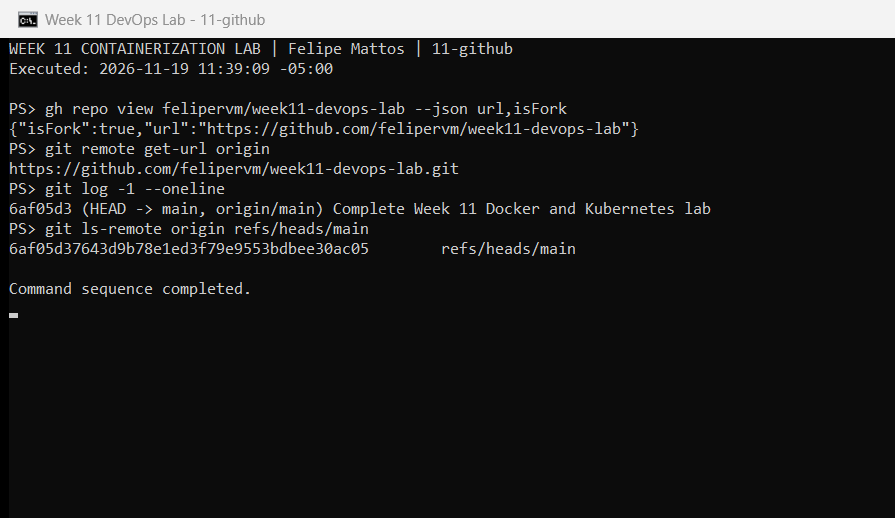 Week 11 DevOps Lab - 11-github
WEEK 11 CONTAINERIZATION LAB | Felipe Mattos | 11-github
Executed: 2026-11-19 11:39:09 -05:00
PS> gh repo view felipervm/week11-devops-lab --json url,isFork
{"isFork":true,"url":"https://github.com/felipervm/week11-devops-lab"}
PS> git remote get-url origin
https://github.com/felipervm/week11-devops-lab.git
PS> git log -1 --oneline
6af05d3 (HEAD -> main, origin/main) Complete Week 11 Docker and Kubernetes lab
PS> git ls-remote origin refs/heads/main
6af05d37643d9b78e1ed3f79e9553bdbee30ac05        refs/heads/main
Command sequence completed.